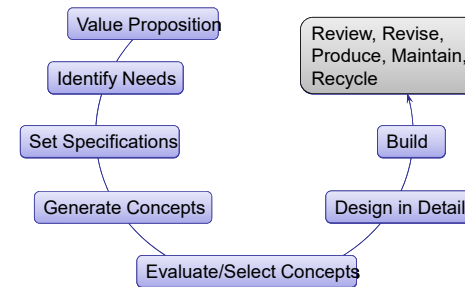 Value Proposition
Identify Needs
Set Specifications
Generate Concepts
Evaluate/Select Concepts
Design in Detail
Build
Review, Revise,
Produce, Maintain,
Recycle